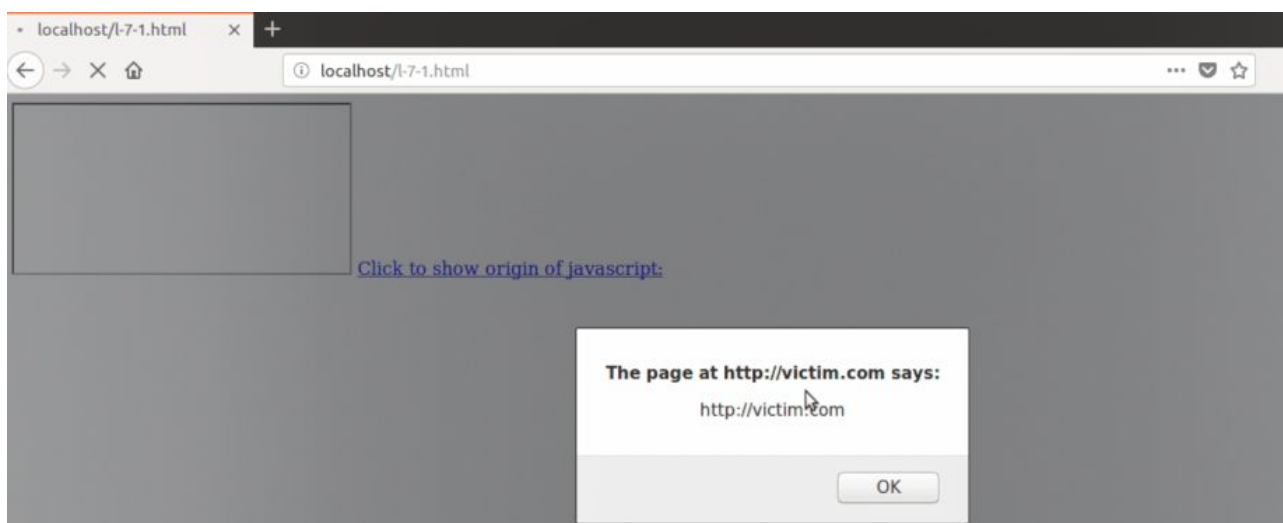 localhost/l-7-1.html
localhost/l-7-1.html
Click to show origin of javascript:
The page at http://victim.com says:
http://victim.com
OK